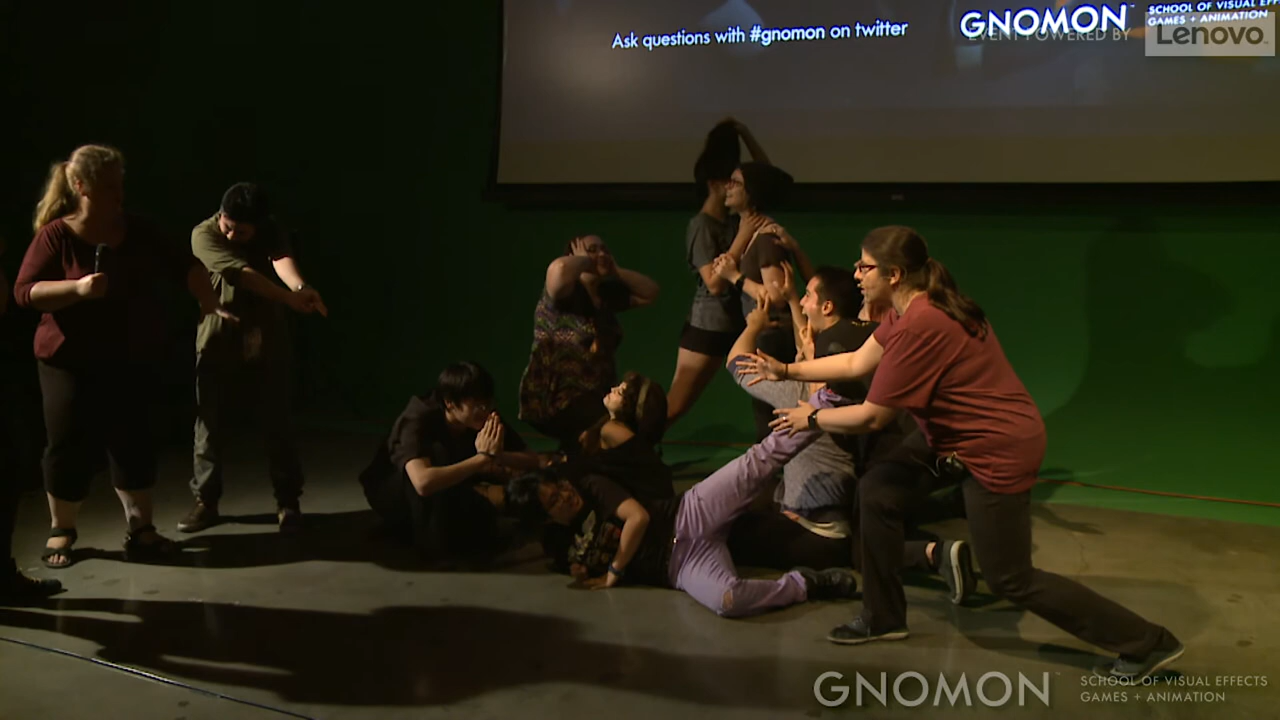 Ask questions with #gnomon on twitter
GNOMON
SCHOOL OF VISUAL EFF
GAMES + ANIMATION
EVENT POWERED BY
Lenovo
GNOMON
SCHOOL OF VISUAL EFFECTS
GAMES + ANIMATION